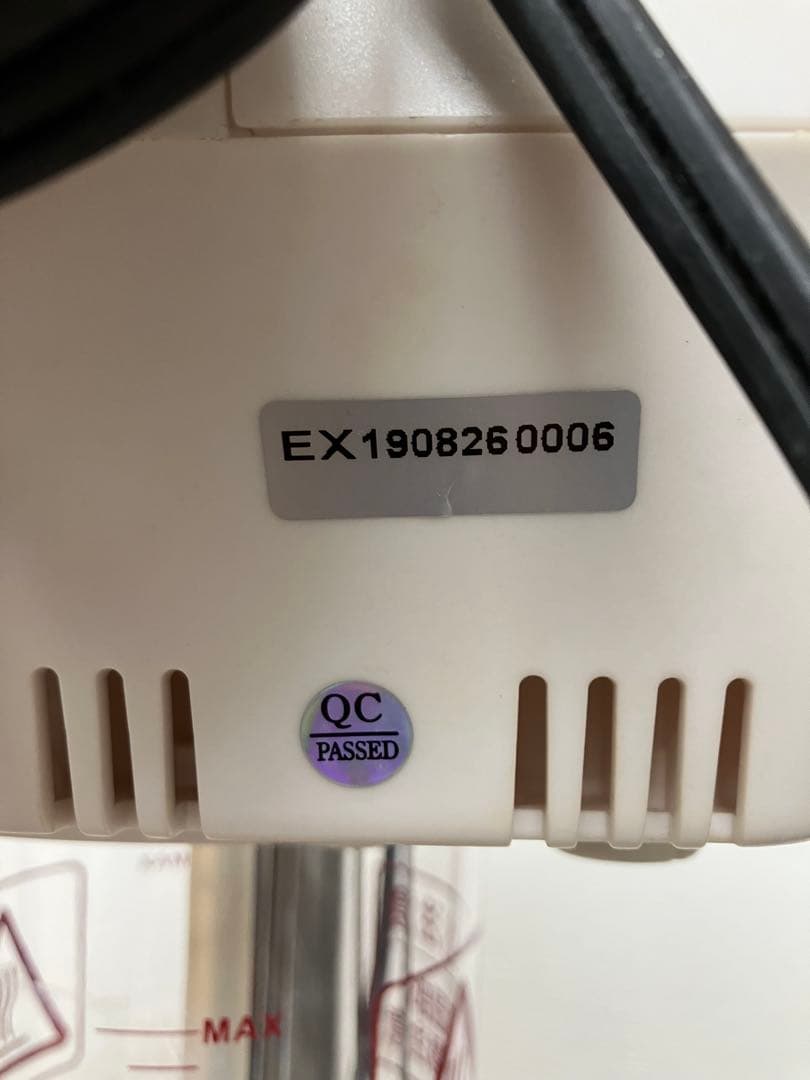 EX1908260006
QC
PASSED
MAX